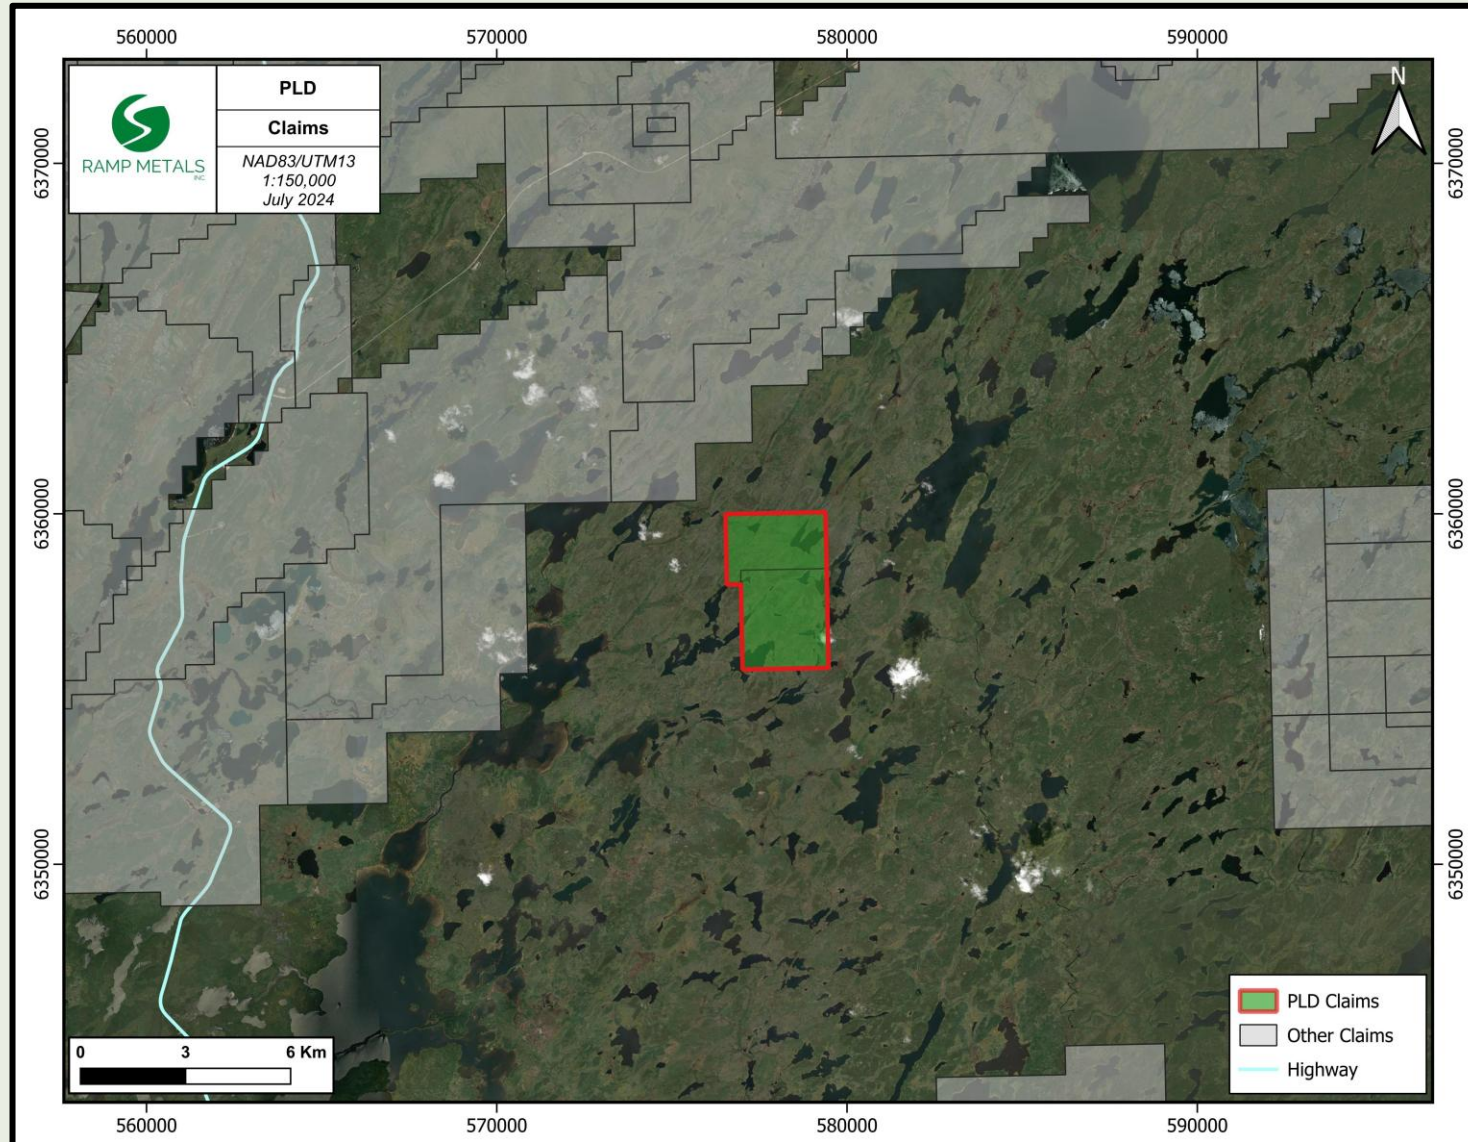 560000 570000 580000 590000
RAMP METALS
INC
PLD
Claims
NAD83/UTM13
1:150,000
July 2024
N
6370000 6370000
6360000 6360000
6350000 6350000
0 3 6 Km
PLD Claims
Other Claims
Highway
560000 570000 580000 590000